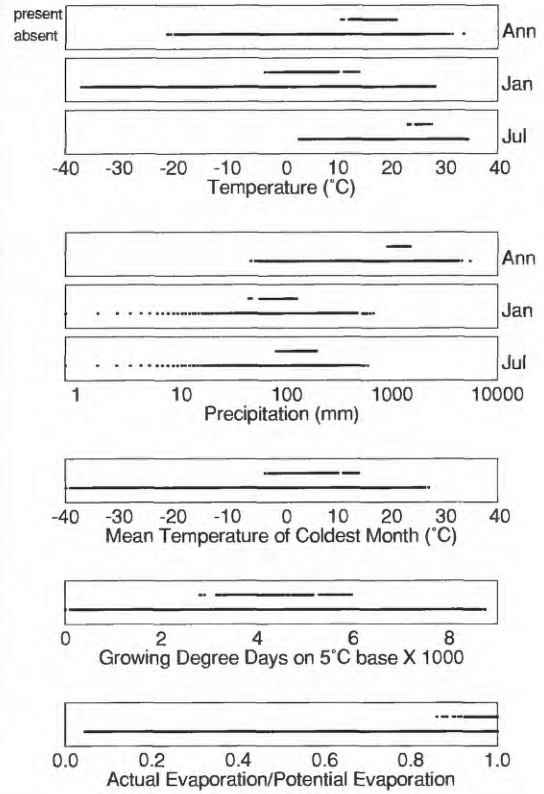 present
absent
Ann
Jan
Jul
-40 -30 -20 -10 0 10 20 30 40
Temperature (˚C)
Ann
Jan
Jul
1 10 100 1000 10000
Precipitation (mm)
-40 -30 -20 -10 0 10 20 30 40
Mean Temperature of Coldest Month (˚C)
0 2 4 6 8
Growing Degree Days on 5˚C base X 1000
0.0 0.2 0.4 0.6 0.8 1.0
Actual Evaporation/Potential Evaporation